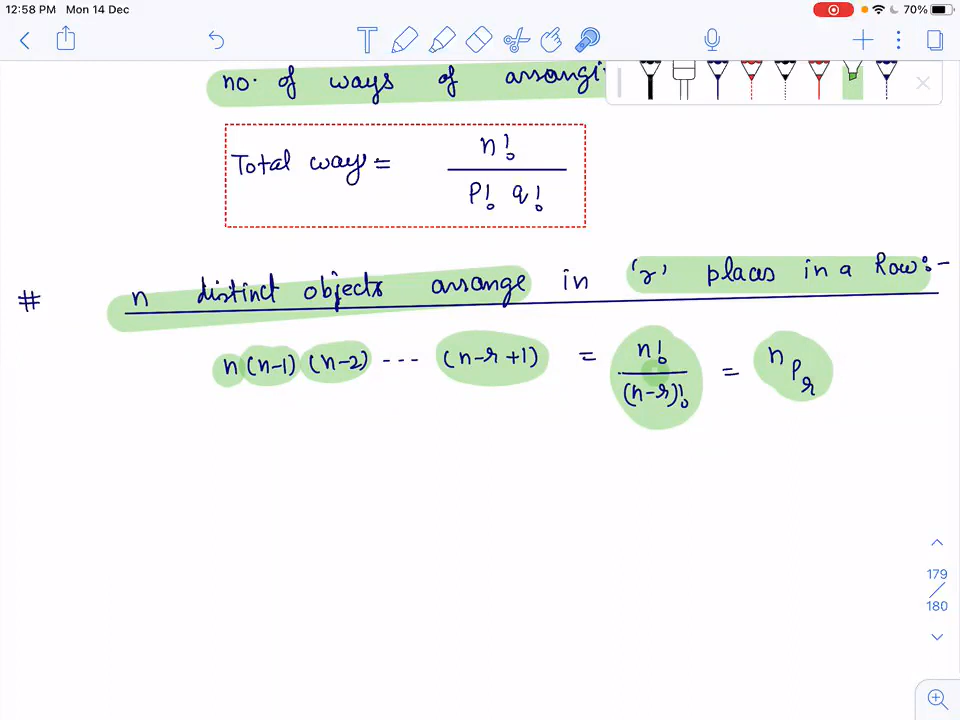 12:58 PM Mon 14 Dec 70%
no. of ways of arrangi
Total ways = n! / p! q!
# n distinct objects arrange in 'r' places in a Row:-
n (n-1) (n-2) --- (n-r+1) = n! / (n-r)! = nPr
179
180